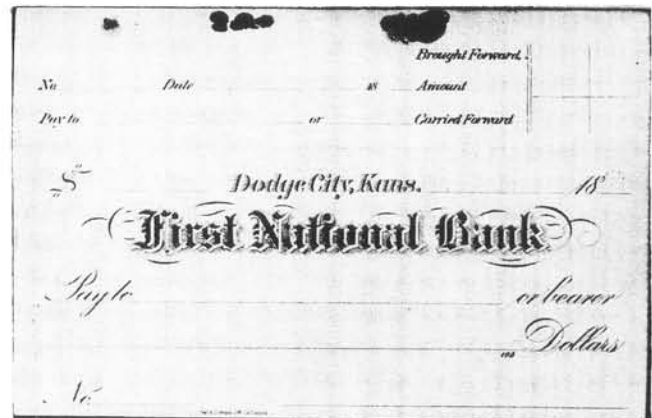 Brought Forward.
No Date 18 Amount
Pay to or Carried Forward
$ Dodge City, Kans. 18
First National Bank
Pay to or bearer
Dollars
No.